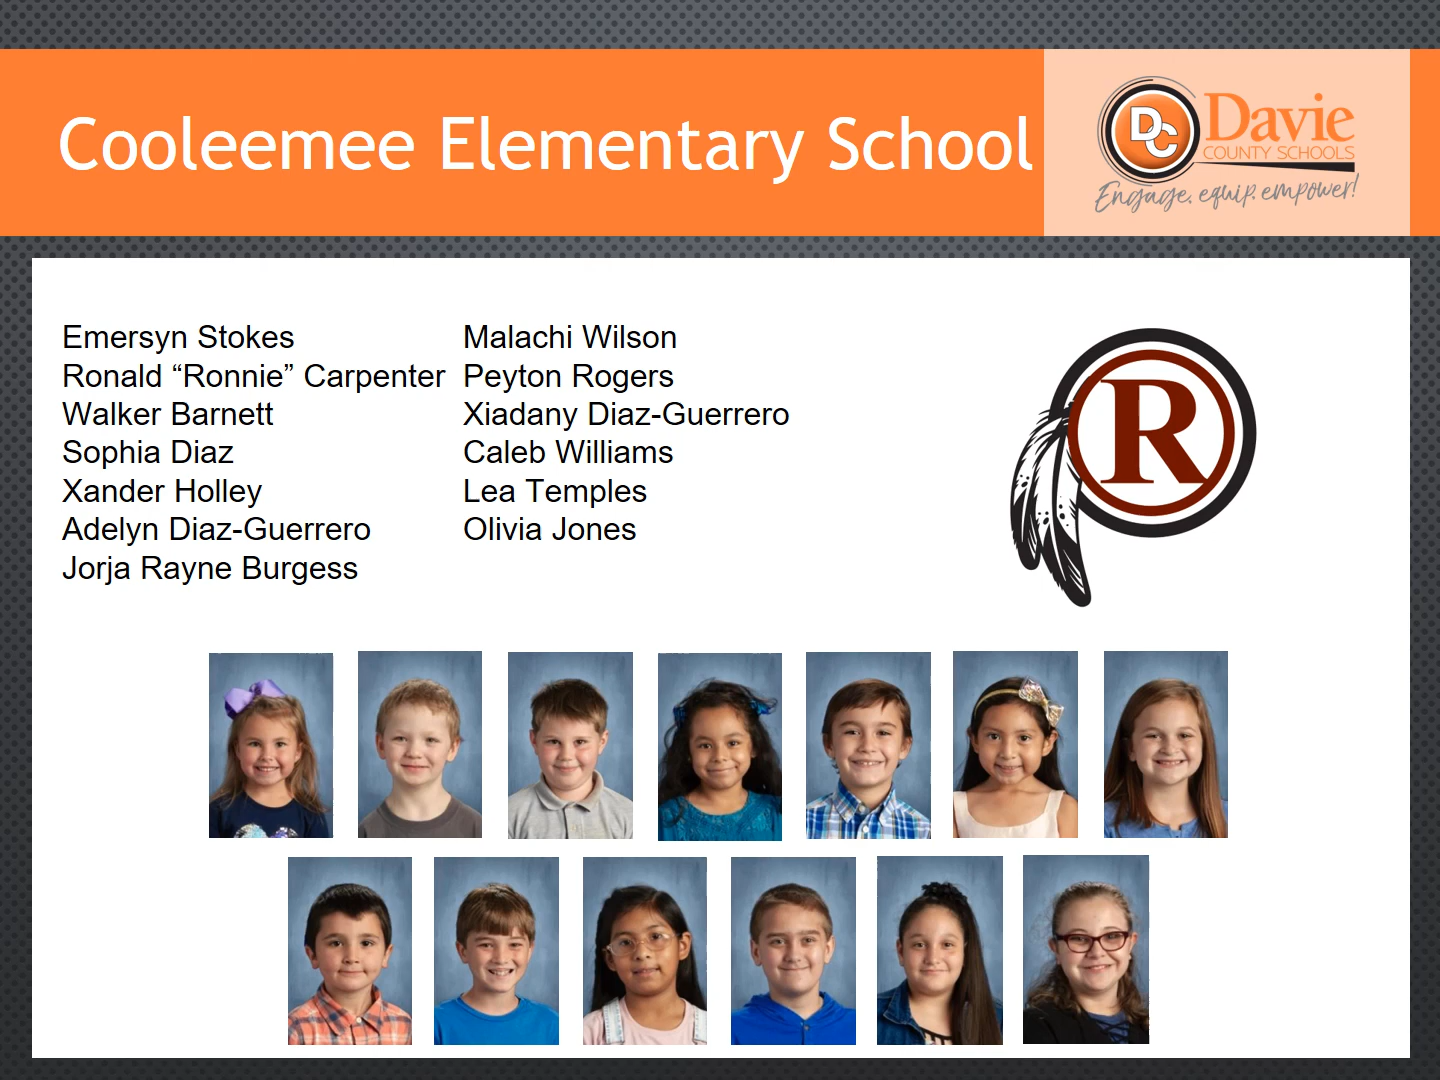 Cooleemee Elementary School
DC
Davie
COUNTY SCHOOLS
Engage. equip. empower!
Emersyn Stokes
Ronald “Ronnie” Carpenter
Walker Barnett
Sophia Diaz
Xander Holley
Adelyn Diaz-Guerrero
Jorja Rayne Burgess
Malachi Wilson
Peyton Rogers
Xiadany Diaz-Guerrero
Caleb Williams
Lea Temples
Olivia Jones
R